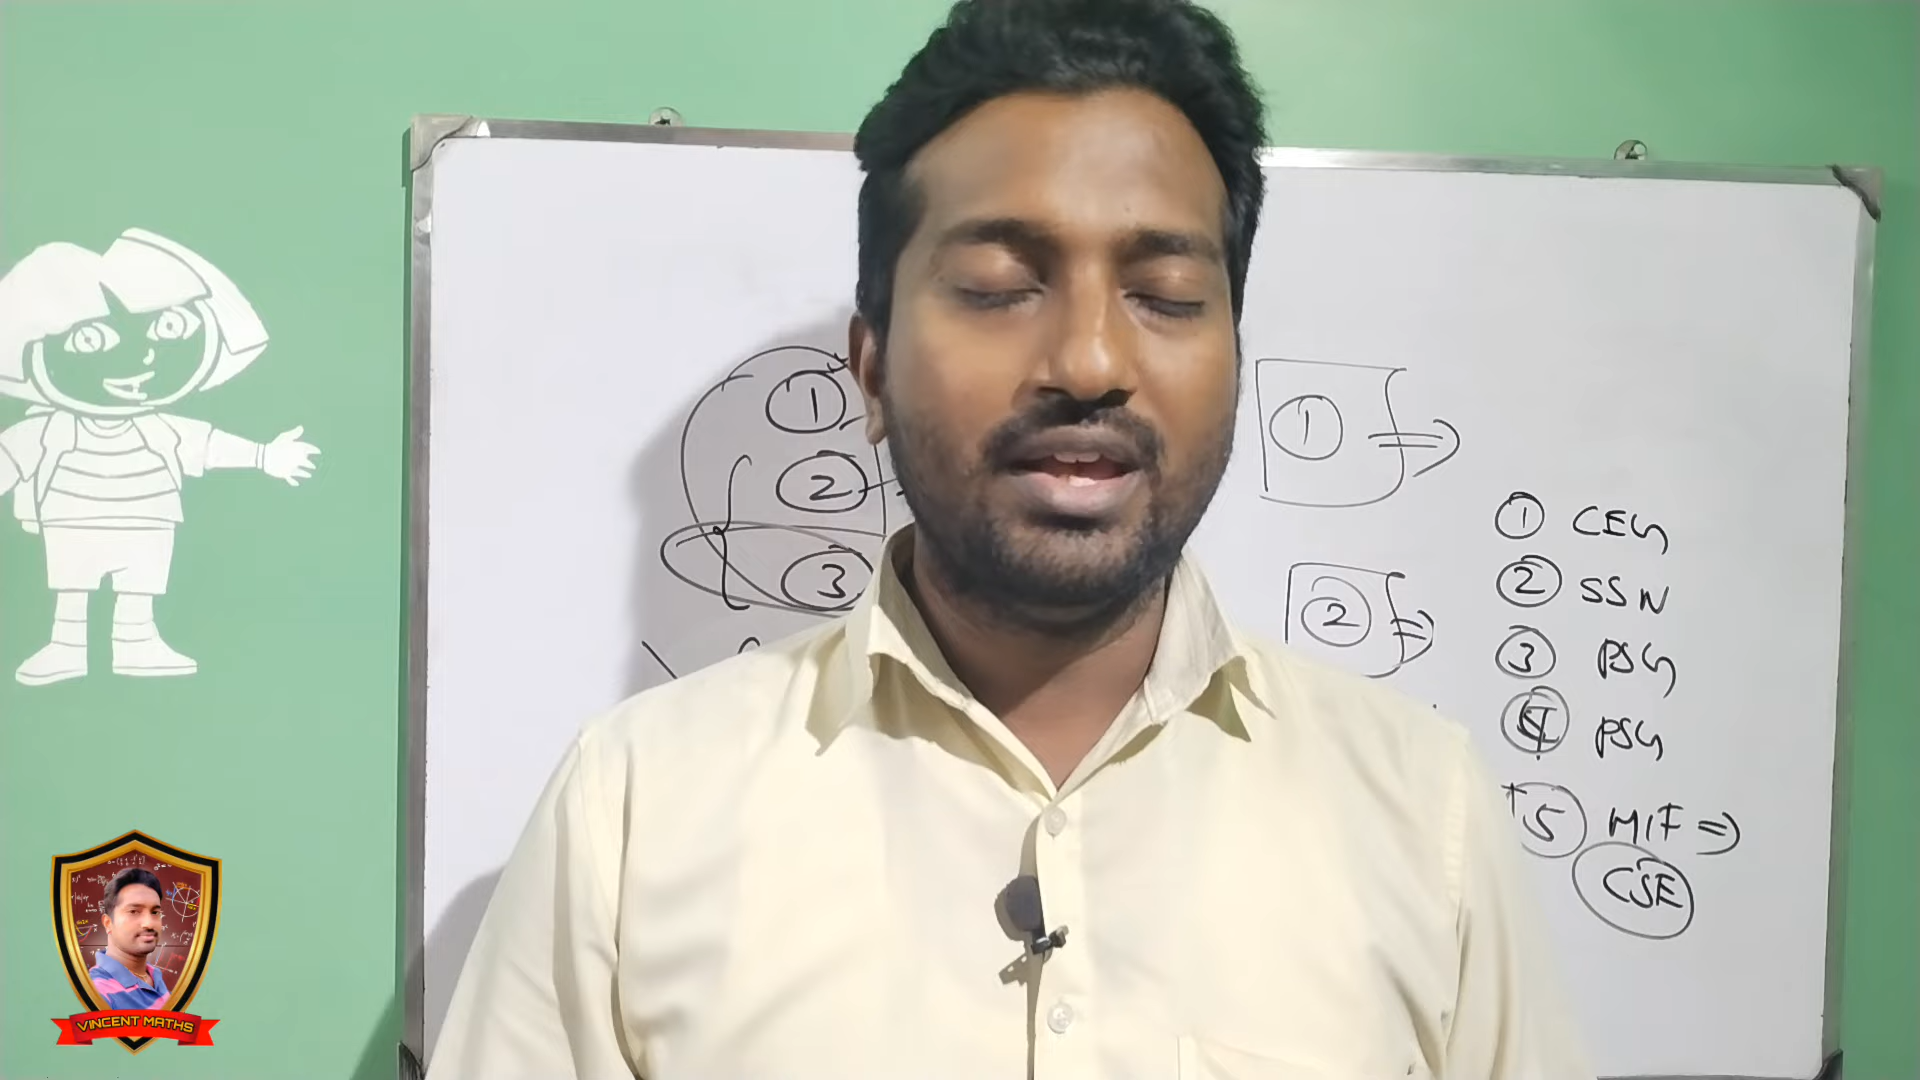 1
2
3
1
2
1 CEG
2 SSN
3 PSG
4 PSG
5 MIT =>
CSE
VINCENT MATHS